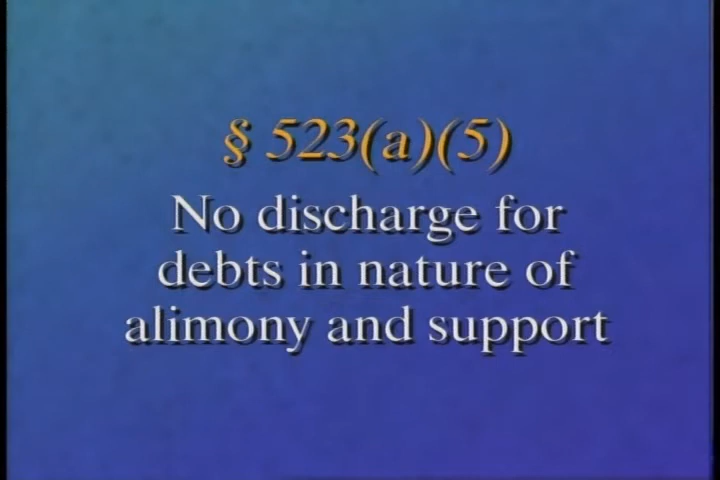 § 523(a)(5)
No discharge for
debts in nature of
alimony and support